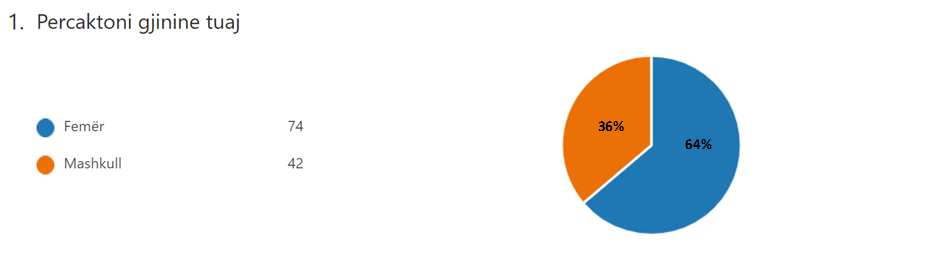 1. Percaktoni gjinine tuaj
Femër 74
Mashkull 42
36%
64%